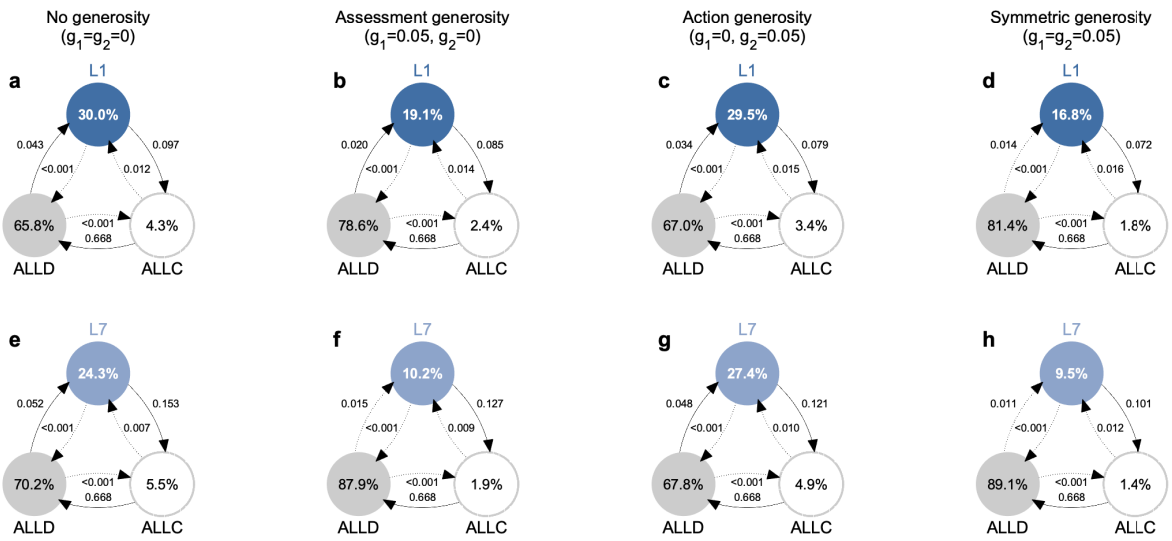 No generosity
(g1=g2=0)
Assessment generosity
(g1=0.05, g2=0)
Action generosity
(g1=0, g2=0.05)
Symmetric generosity
(g1=g2=0.05)
a
L1
30.0%
0.043
0.097
<0.001
0.012
65.8%
<0.001
0.668
4.3%
ALLD
ALLC
b
L1
19.1%
0.020
0.085
<0.001
0.014
78.6%
<0.001
0.668
2.4%
ALLD
ALLC
c
L1
29.5%
0.034
0.079
<0.001
0.015
67.0%
<0.001
0.668
3.4%
ALLD
ALLC
d
L1
16.8%
0.014
0.072
<0.001
0.016
81.4%
<0.001
0.668
1.8%
ALLD
ALLC
e
L7
24.3%
0.052
0.153
<0.001
0.007
70.2%
<0.001
0.668
5.5%
ALLD
ALLC
f
L7
10.2%
0.015
0.127
<0.001
0.009
87.9%
<0.001
0.668
1.9%
ALLD
ALLC
g
L7
27.4%
0.048
0.121
<0.001
0.010
67.8%
<0.001
0.668
4.9%
ALLD
ALLC
h
L7
9.5%
0.011
0.101
<0.001
0.012
89.1%
<0.001
0.668
1.4%
ALLD
ALLC